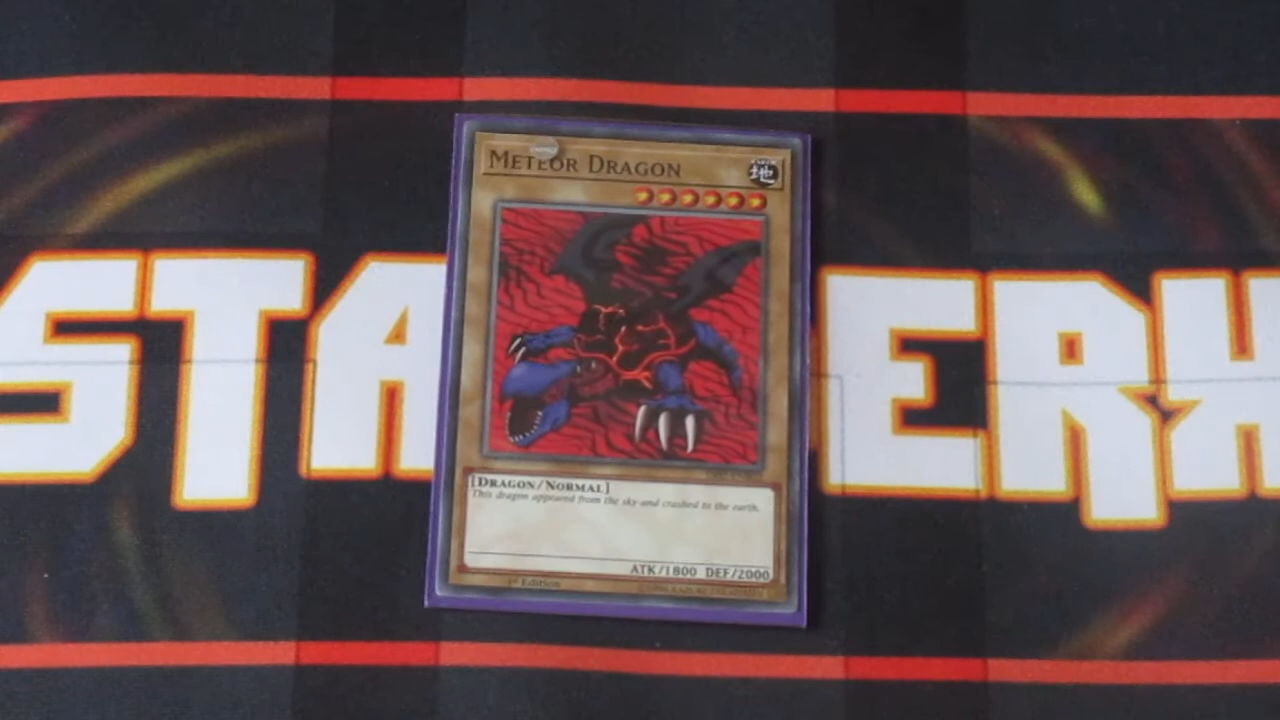 METEOR DRAGON
地
STA
ERH
[DRAGON/NORMAL]
This dragon appeared from the sky and crashed to the earth.
ATK/1800 DEF/2000
1st Edition